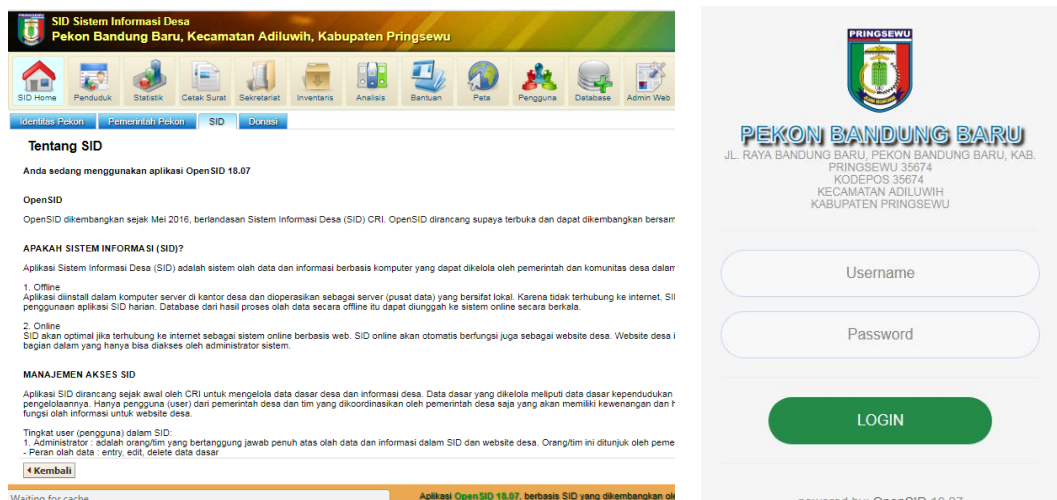 SID Sistem Informasi Desa
Pekon Bandung Baru, Kecamatan Adiluwih, Kabupaten Pringsewu
SID Home Penduduk Statistik Cetak Surat Sekretariat Inventaris Analisis Bantuan Peta Pengguna Database Admin Web
Identitas Pekon Pemerintah Pekon SID Donasi
Tentang SID
Anda sedang menggunakan aplikasi OpenSID 18.07
OpenSID
OpenSID dikembangkan sejak Mei 2016, berlandasan Sistem Informasi Desa (SID) CRI. OpenSID dirancang supaya terbuka dan dapat dikembangkan bersam
APAKAH SISTEM INFORMASI (SID)?
Aplikasi Sistem Informasi Desa (SID) adalah sistem olah data dan informasi berbasis komputer yang dapat dikelola oleh pemerintah dan komunitas desa dalam
1. Offline
Aplikasi diinstall dalam komputer server di kantor desa dan dioperasikan sebagai server (pusat data) yang bersifat lokal. Karena tidak terhubung ke internet, SI
penggunaan aplikasi SID harian. Database dari hasil proses olah data secara offline itu dapat diunggah ke sistem online secara berkala.
2. Online
SID akan optimal jika terhubung ke internet sebagai sistem online berbasis web. SID online akan otomatis berfungsi juga sebagai website desa. Website desa i
bagian dalam yang hanya bisa diakses oleh administrator sistem.
MANAJEMEN AKSES SID
Aplikasi SID dirancang sejak awal oleh CRI untuk mengelola data dasar desa dan informasi desa. Data dasar yang dikelola meliputi data dasar kependudukan
pengelolaannya. Hanya pengguna (user) dari pemerintah desa dan tim yang dikoordinasikan oleh pemerintah desa saja yang akan memiliki kewenangan dan h
fungsi olah informasi untuk website desa.
Tingkat user (pengguna) dalam SID:
1. Administrator : adalah orang/tim yang bertanggung jawab penuh atas olah data dan informasi dalam SID dan website desa. Orang/tim ini ditunjuk oleh peme
- Peran olah data : entry, edit, delete data dasar
Kembali
Waiting for cache
Aplikasi OpenSID 18.07, berbasis SID yang dikembangkan ole
PRINGSEWU
PEKON BANDUNG BARU
JL. RAYA BANDUNG BARU, PEKON BANDUNG BARU, KAB.
PRINGSEWU 35674
KODEPOS 35674
KECAMATAN ADILUWIH
KABUPATEN PRINGSEWU
Username
Password
LOGIN
powered by: OpenSID 18.07